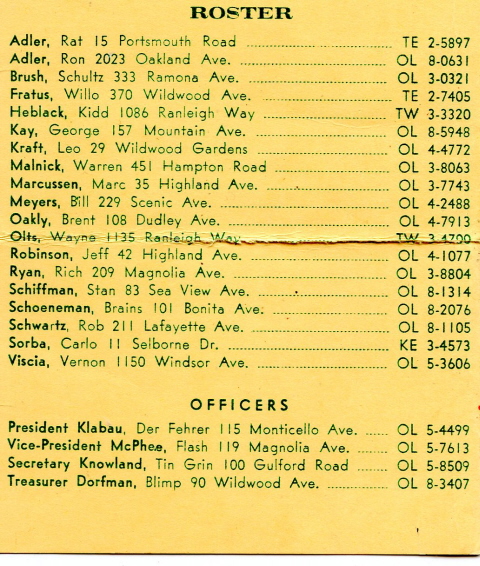 ROSTER
Adler, Rat 15 Portsmouth Road ........ TE 2-5897
Adler, Ron 2023 Oakland Ave. ........ OL 8-0631
Brush, Schultz 333 Ramona Ave. ........ OL 3-0321
Fratus, Willo 370 Wildwood Ave. ........ TE 2-7405
Heblack, Kidd 1086 Ranleigh Way ........ TW 3-3320
Kay, George 157 Mountain Ave. ........ OL 8-5948
Kraft, Leo 29 Wildwood Gardens ........ OL 4-4772
Malnick, Warren 451 Hampton Road ........ OL 3-8063
Marcussen, Marc 35 Highland Ave. ........ OL 3-7743
Meyers, Bill 229 Scenic Ave. ........ OL 4-2488
Oakly, Brent 108 Dudley Ave. ........ OL 4-7913
Olts, Wayne 1135 Ranleigh Way ........ TW
Robinson, Jeff 42 Highland Ave. ........ OL 4-1077
Ryan, Rich 209 Magnolia Ave. ........ OL 3-8804
Schiffman, Stan 83 Sea View Ave. ........ OL 8-1314
Schoeneman, Brains 101 Bonita Ave. ........ OL 8-2076
Schwartz, Rob 211 Lafayette Ave. ........ OL 8-1105
Sorba, Carlo 11 Selborne Dr. ........ KE 3-4573
Viscia, Vernon 1150 Windsor Ave. ........ OL 5-3606
OFFICERS
President Klabau, Der Fehrer 115 Monticello Ave. ...... OL 5-4499
Vice-President McPhee, Flash 119 Magnolia Ave. ...... OL 5-7613
Secretary Knowland, Tin Grin 100 Gulford Road ...... OL 5-8509
Treasurer Dorfman, Blimp 90 Wildwood Ave. ........ OL 8-3407